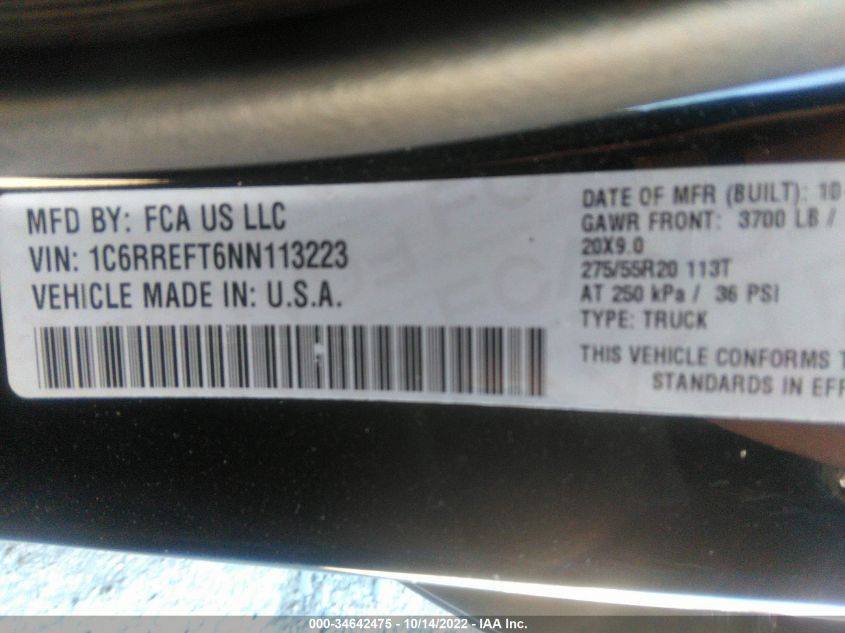 MFD BY: FCA US LLC
VIN: 1C6RREFT6NN113223
VEHICLE MADE IN: U.S.A.
DATE OF MFR (BUILT): 10
GAWR FRONT: 3700 LB /
20X9.0
275/55R20 113T
AT 250 kPa / 36 PSI
TYPE: TRUCK
THIS VEHICLE CONFORMS
STANDARDS IN
000-34642475 - 10/14/2022 - IAA Inc.